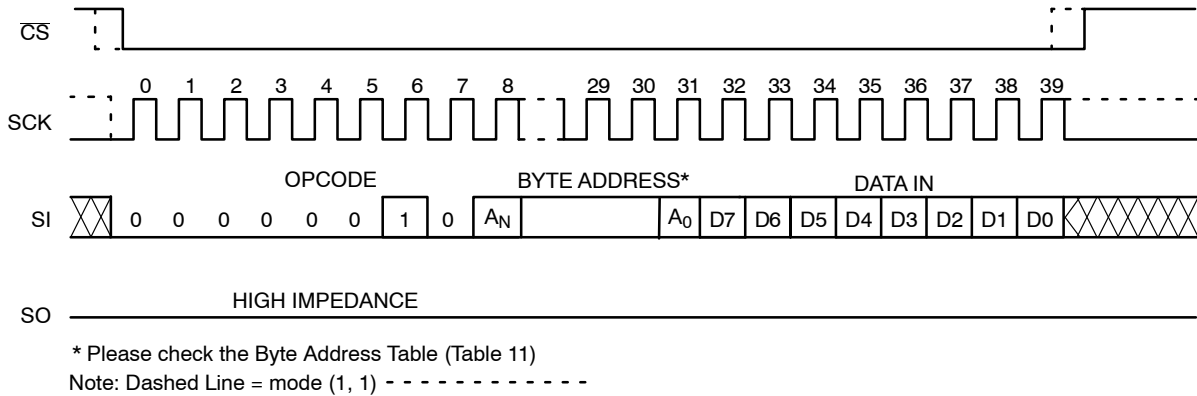 CS
0 1 2 3 4 5 6 7 8 29 30 31 32 33 34 35 36 37 38 39
SCK
OPCODE BYTE ADDRESS* DATA IN
SI 0 0 0 0 0 0 1 0 AN A0 D7 D6 D5 D4 D3 D2 D1 D0
HIGH IMPEDANCE
SO
* Please check the Byte Address Table (Table 11)
Note: Dashed Line = mode (1, 1)